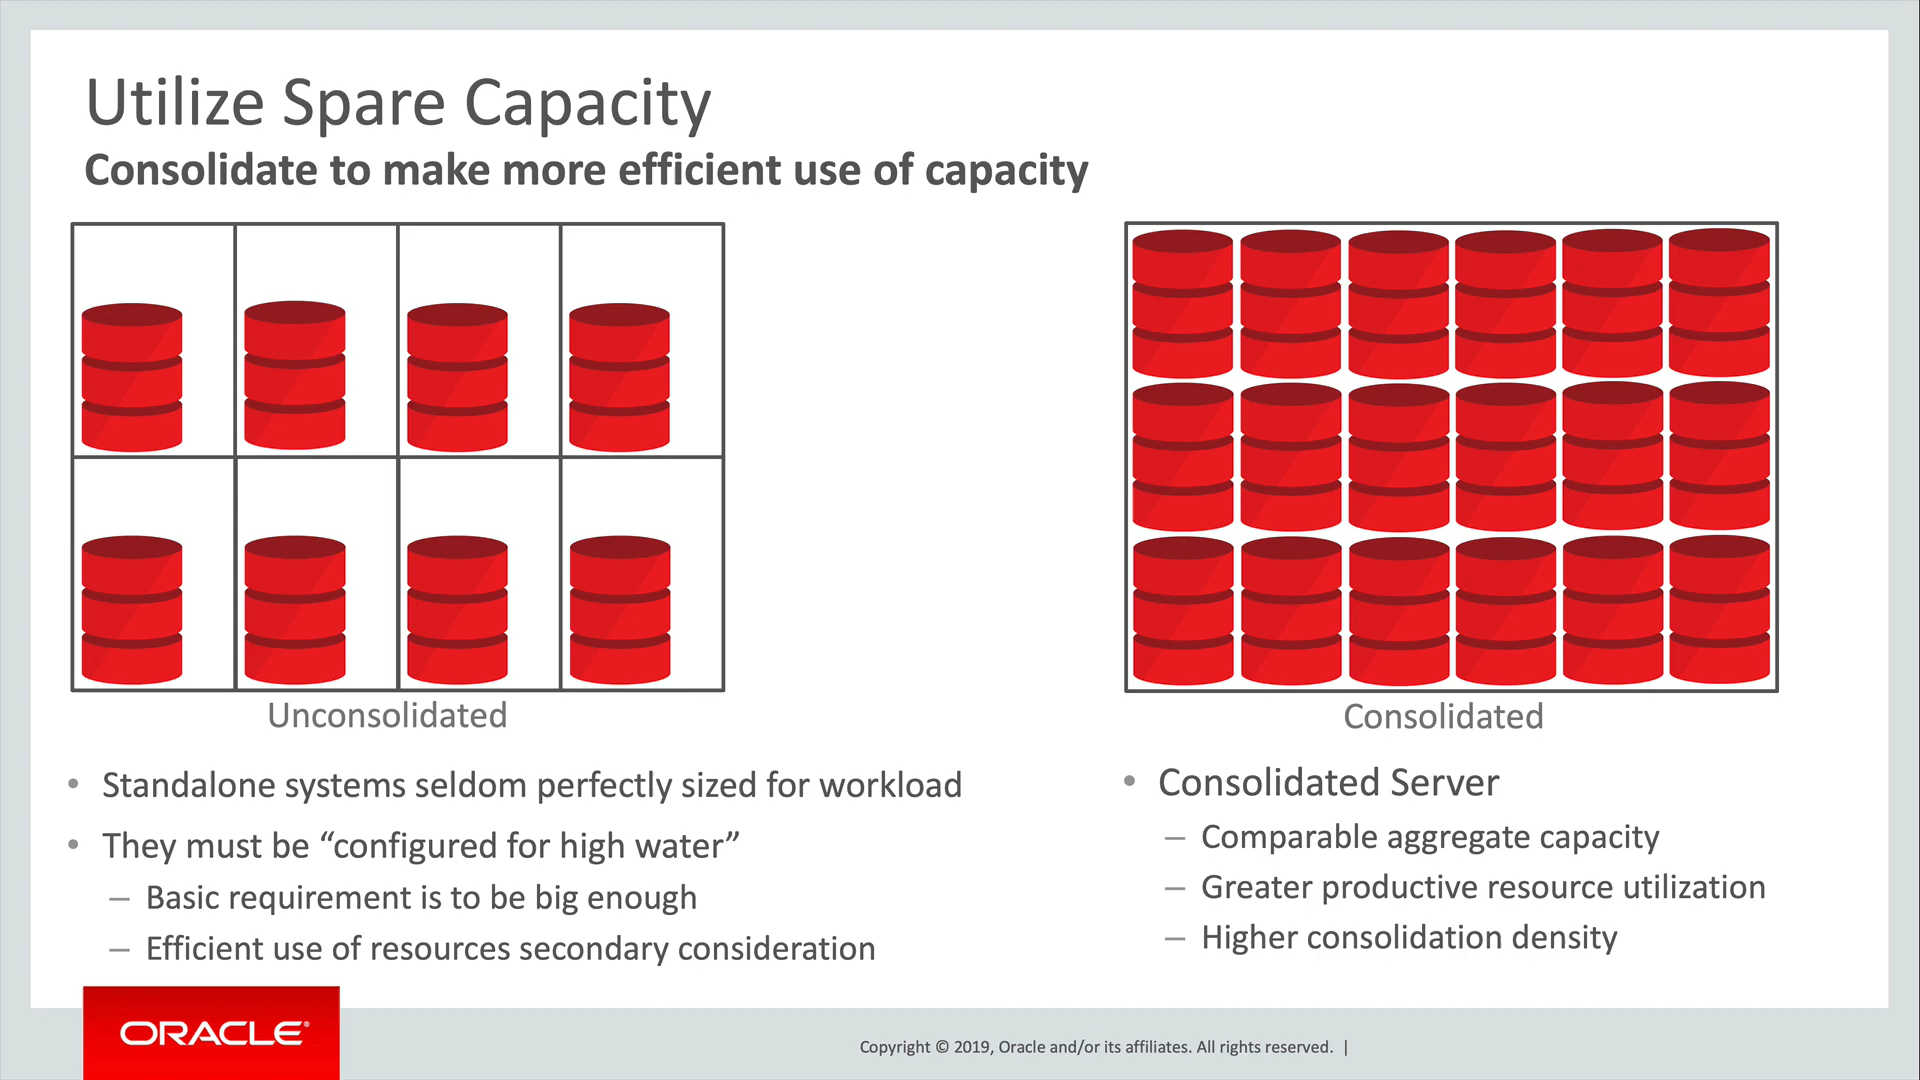 Utilize Spare Capacity
Consolidate to make more efficient use of capacity
Unconsolidated
Consolidated
• Standalone systems seldom perfectly sized for workload
• They must be “configured for high water”
– Basic requirement is to be big enough
– Efficient use of resources secondary consideration
• Consolidated Server
– Comparable aggregate capacity
– Greater productive resource utilization
– Higher consolidation density
ORACLE®
Copyright © 2019, Oracle and/or its affiliates. All rights reserved. |